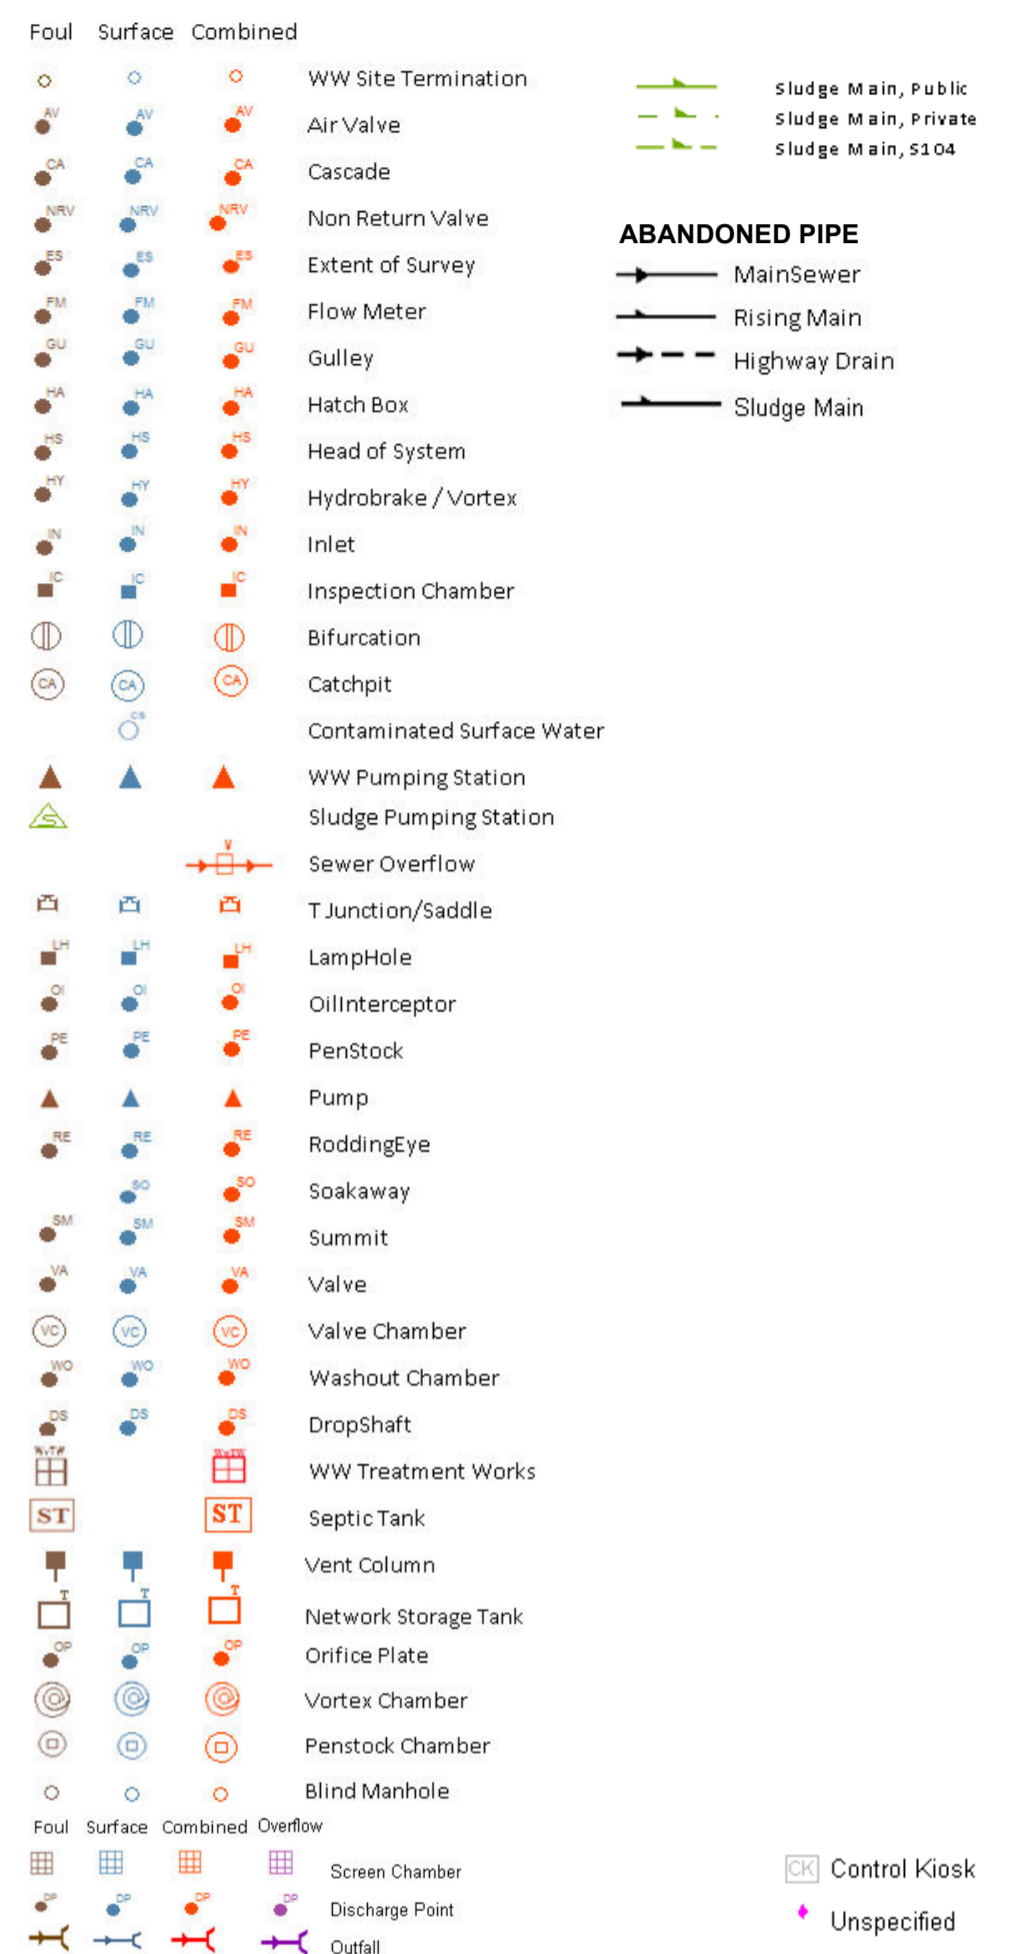 Foul Surface Combined
WW Site Termination
AV AV AV Air Valve
CA CA CA Cascade
NRV NRV NRV Non Return Valve
ES ES ES Extent of Survey
FM FM FM Flow Meter
GU GU GU Gulley
HA HA HA Hatch Box
HS HS HS Head of System
HY HY HY Hydrobrake / Vortex
IN IN IN Inlet
IC IC IC Inspection Chamber
Bifurcation
CA CA CA Catchpit
CS Contaminated Surface Water
WW Pumping Station
S Sludge Pumping Station
V Sewer Overflow
T Junction/Saddle
LH LH LH LampHole
OI OI OI OilInterceptor
PE PE PE PenStock
Pump
RE RE RE RoddingEye
SO SO Soakaway
SM SM SM Summit
VA VA VA Valve
VC VC VC Valve Chamber
WO WO WO Washout Chamber
DS DS DS DropShaft
WwTW WwTW WW Treatment Works
ST ST Septic Tank
Vent Column
T T T Network Storage Tank
OP OP OP Orifice Plate
Vortex Chamber
Penstock Chamber
Blind Manhole
Foul Surface Combined Overflow
Screen Chamber
DP DP DP DP Discharge Point
Outfall
Sludge Main, Public
Sludge Main, Private
Sludge Main, S104
ABANDONED PIPE
MainSewer
Rising Main
Highway Drain
Sludge Main
CK Control Kiosk
Unspecified